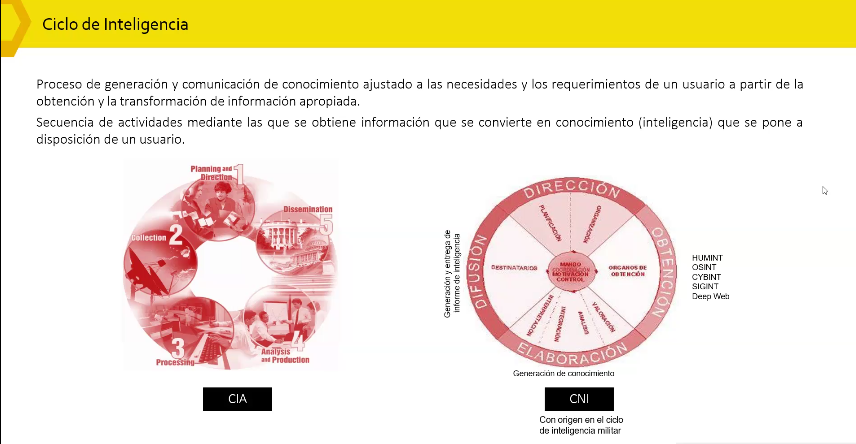 Ciclo de Inteligencia
Proceso de generación y comunicación de conocimiento ajustado a las necesidades y los requerimientos de un usuario a partir de la
obtención y la transformación de información apropiada.
Secuencia de actividades mediante las que se obtiene información que se convierte en conocimiento (inteligencia) que se pone a
disposición de un usuario.
Planning and
Direction
1
Dissemination
5
Collection
2
3
Processing
4
Analysis
and Production
CIA
Generación y entrega de
informe de inteligencia
DIRECCIÓN
PLANIFICACIÓN
ORGANIZACIÓN
DIFUSIÓN
DESTINATARIOS
MANDO
COORDINACIÓN
MOTIVACIÓN
CONTROL
ORGANOS DE
OBTENCIÓN
OBTENCIÓN
INTERPRETACIÓN
INTEGRACIÓN
ANÁLISIS
VALORACIÓN
ELABORACIÓN
HUMINT
OSINT
CYBINT
SIGINT
Deep Web
Generación de conocimiento
CNI
Con origen en el ciclo
de inteligencia militar